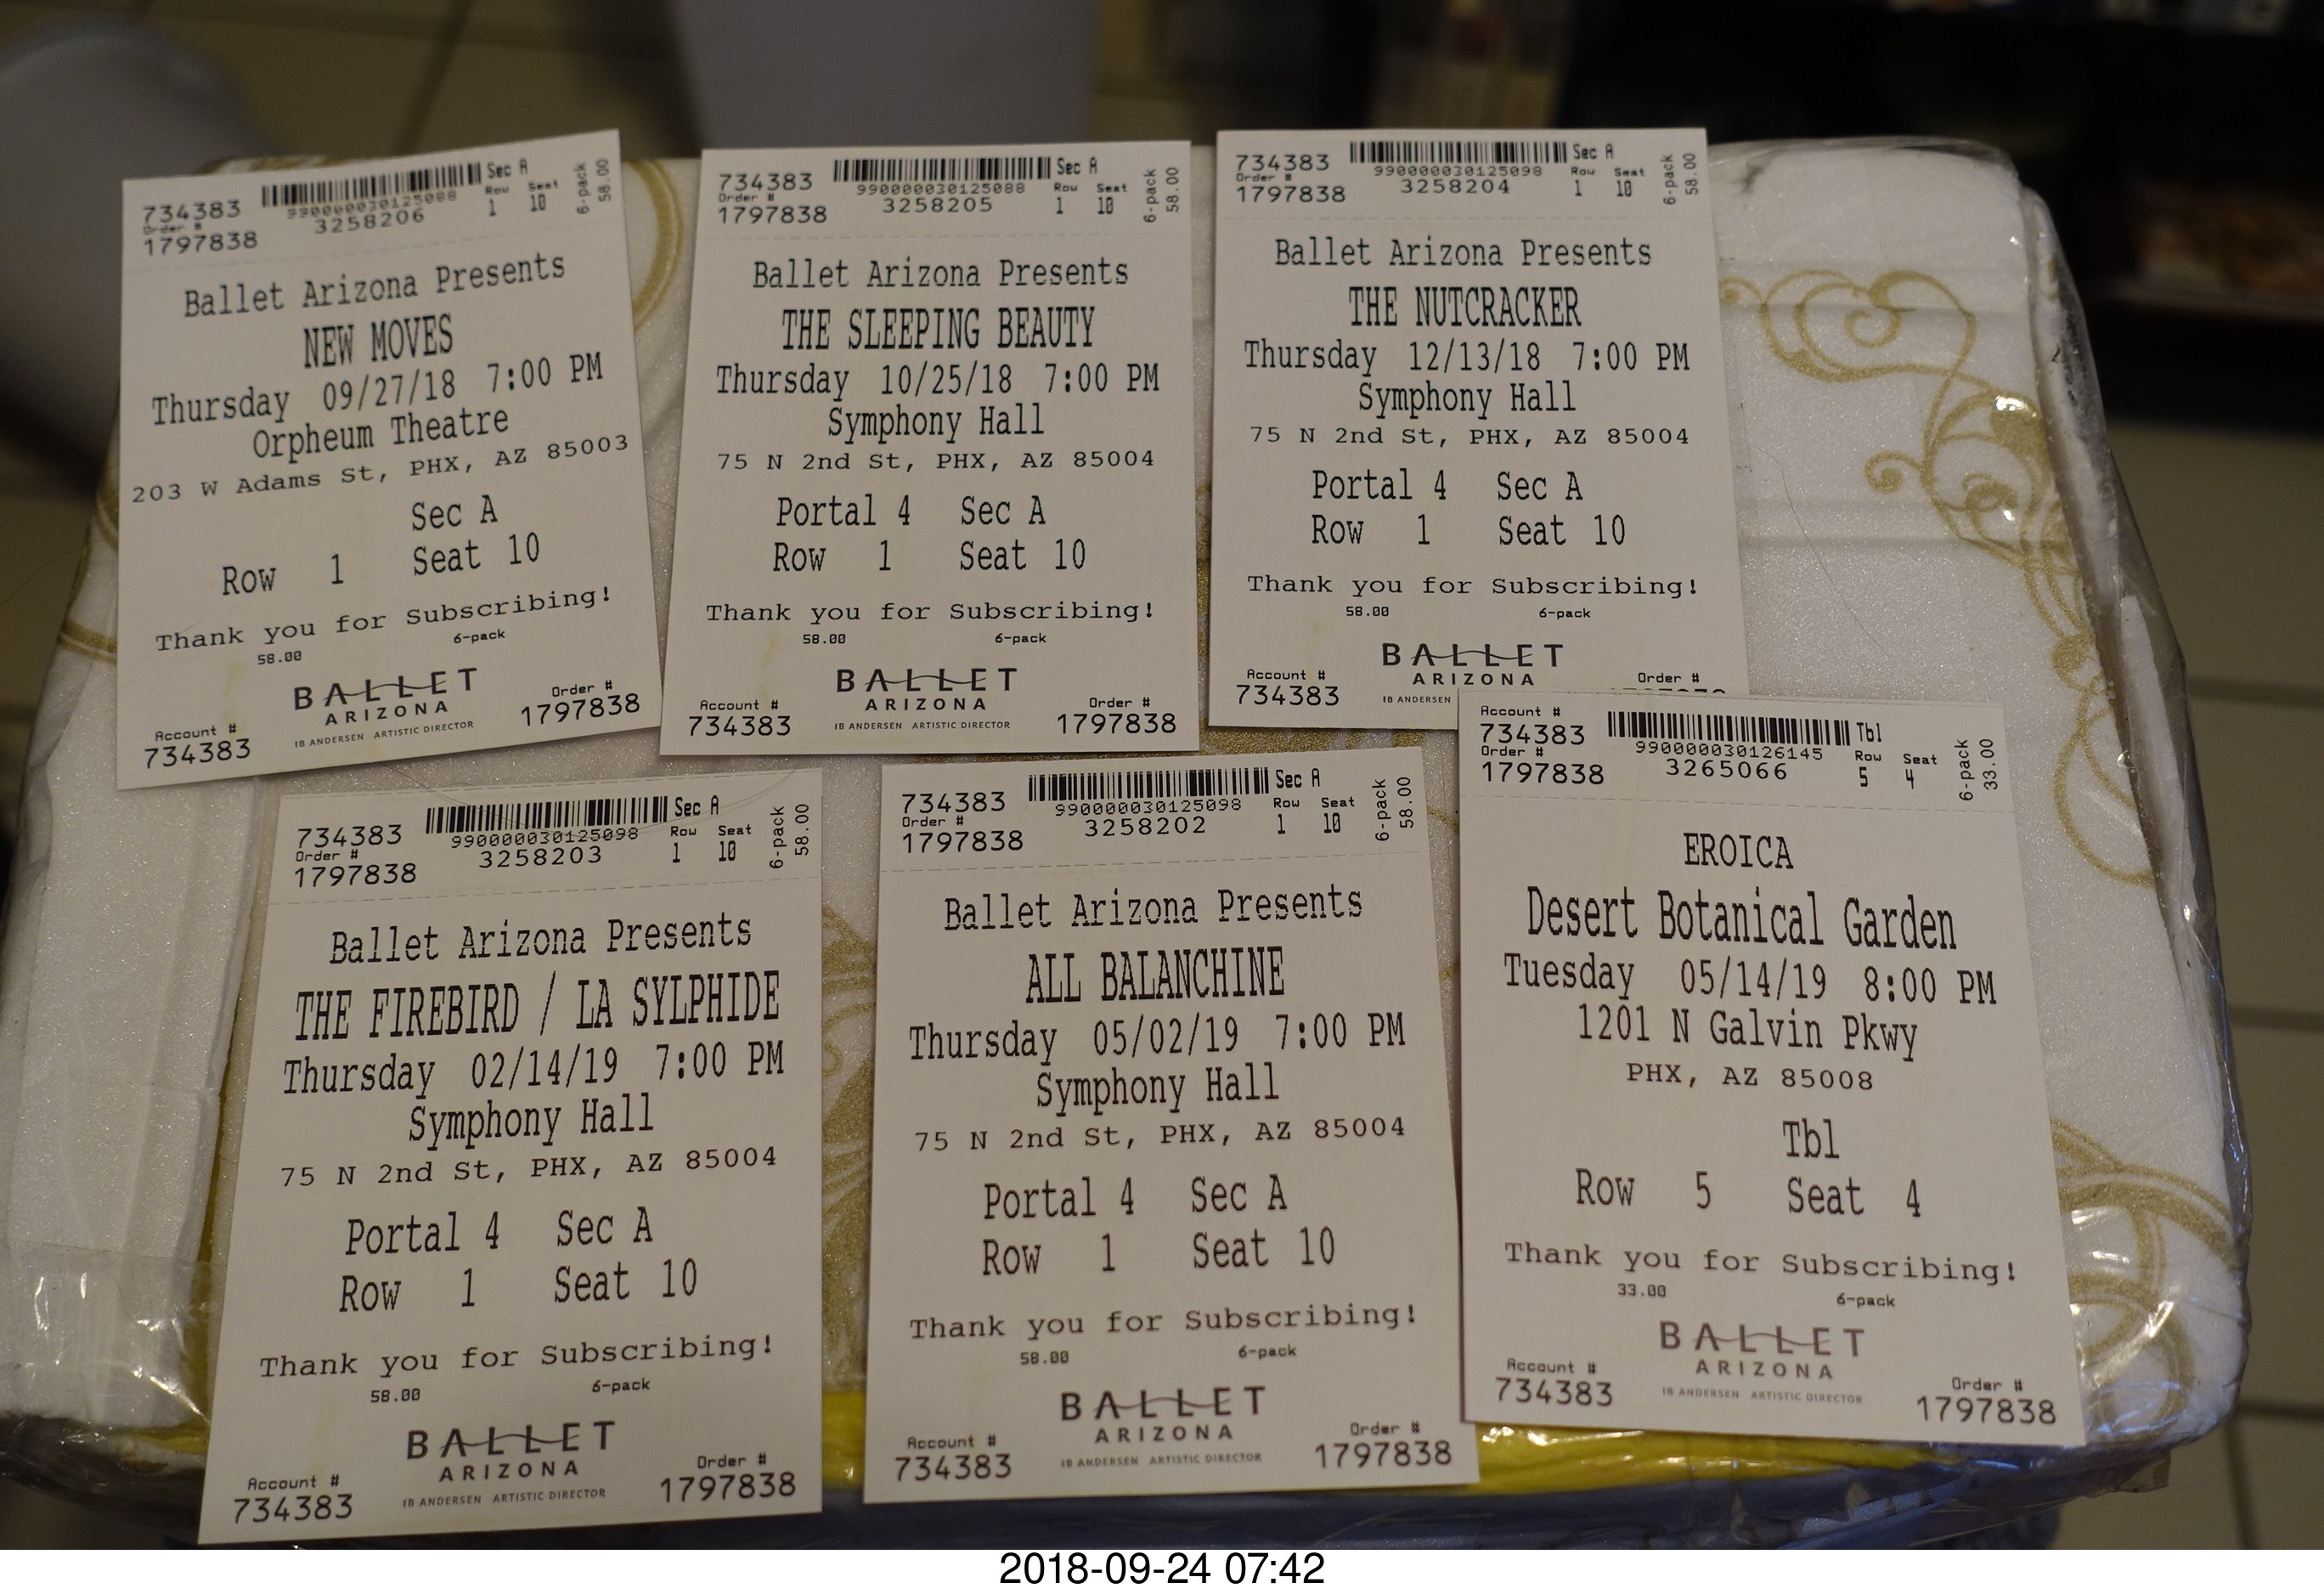 734383
Order #
1797838
990000030125088
3258206
Sec A
Row Seat
1 10
6-pack
58.00
Ballet Arizona Presents
NEW MOVES
Thursday 09/27/18 7:00 PM
Orpheum Theatre
203 W Adams St, PHX, AZ 85003
Sec A
Row 1 Seat 10
Thank you for Subscribing!
58.00 6-pack
BALLET
ARIZONA
IB ANDERSEN ARTISTIC DIRECTOR
Account #
734383
Order #
1797838
734383
Order #
1797838
990000030125088
3258205
Sec A
Row Seat
1 10
6-pack
58.00
Ballet Arizona Presents
THE SLEEPING BEAUTY
Thursday 10/25/18 7:00 PM
Symphony Hall
75 N 2nd St, PHX, AZ 85004
Portal 4 Sec A
Row 1 Seat 10
Thank you for Subscribing!
58.00 6-pack
BALLET
ARIZONA
IB ANDERSEN ARTISTIC DIRECTOR
Account #
734383
Order #
1797838
734383
Order #
1797838
990000030125098
3258204
Sec A
Row Seat
1 10
6-pack
58.00
Ballet Arizona Presents
THE NUTCRACKER
Thursday 12/13/18 7:00 PM
Symphony Hall
75 N 2nd St, PHX, AZ 85004
Portal 4 Sec A
Row 1 Seat 10
Thank you for Subscribing!
58.00 6-pack
BALLET
ARIZONA
IB ANDERSEN
Account #
734383
Order #
734383
Order #
1797838
990000030125098
3258203
Sec A
Row Seat
1 10
6-pack
58.00
Ballet Arizona Presents
THE FIREBIRD / LA SYLPHIDE
Thursday 02/14/19 7:00 PM
Symphony Hall
75 N 2nd St, PHX, AZ 85004
Portal 4 Sec A
Row 1 Seat 10
Thank you for Subscribing!
58.00 6-pack
BALLET
ARIZONA
IB ANDERSEN ARTISTIC DIRECTOR
Account #
734383
Order #
1797838
734383
Order #
1797838
990000030125098
3258202
Sec A
Row Seat
1 10
6-pack
58.00
Ballet Arizona Presents
ALL BALANCHINE
Thursday 05/02/19 7:00 PM
Symphony Hall
75 N 2nd St, PHX, AZ 85004
Portal 4 Sec A
Row 1 Seat 10
Thank you for Subscribing!
58.00 6-pack
BALLET
ARIZONA
IB ANDERSEN ARTISTIC DIRECTOR
Account #
734383
Order #
1797838
Account #
734383
Order #
1797838
990000030126145
3265066
Tbl
Row Seat
5 4
6-pack
33.00
EROICA
Desert Botanical Garden
Tuesday 05/14/19 8:00 PM
1201 N Galvin Pkwy
PHX, AZ 85008
Tbl
Row 5 Seat 4
Thank you for Subscribing!
33.00 6-pack
BALLET
ARIZONA
IB ANDERSEN ARTISTIC DIRECTOR
Account #
734383
Order #
1797838
2018-09-24 07:42